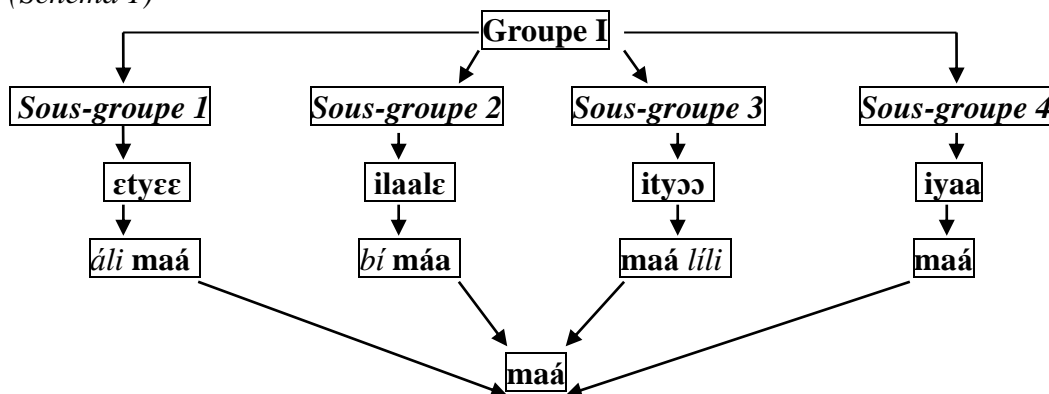 (Schéma 1)
Groupe I
Sous-groupe 1 Sous-groupe 2 Sous-groupe 3 Sous-groupe 4
ɛtyɛɛ ilaalɛ ityɔɔ iyaa
áli maá bí máa maá líli maá
maá